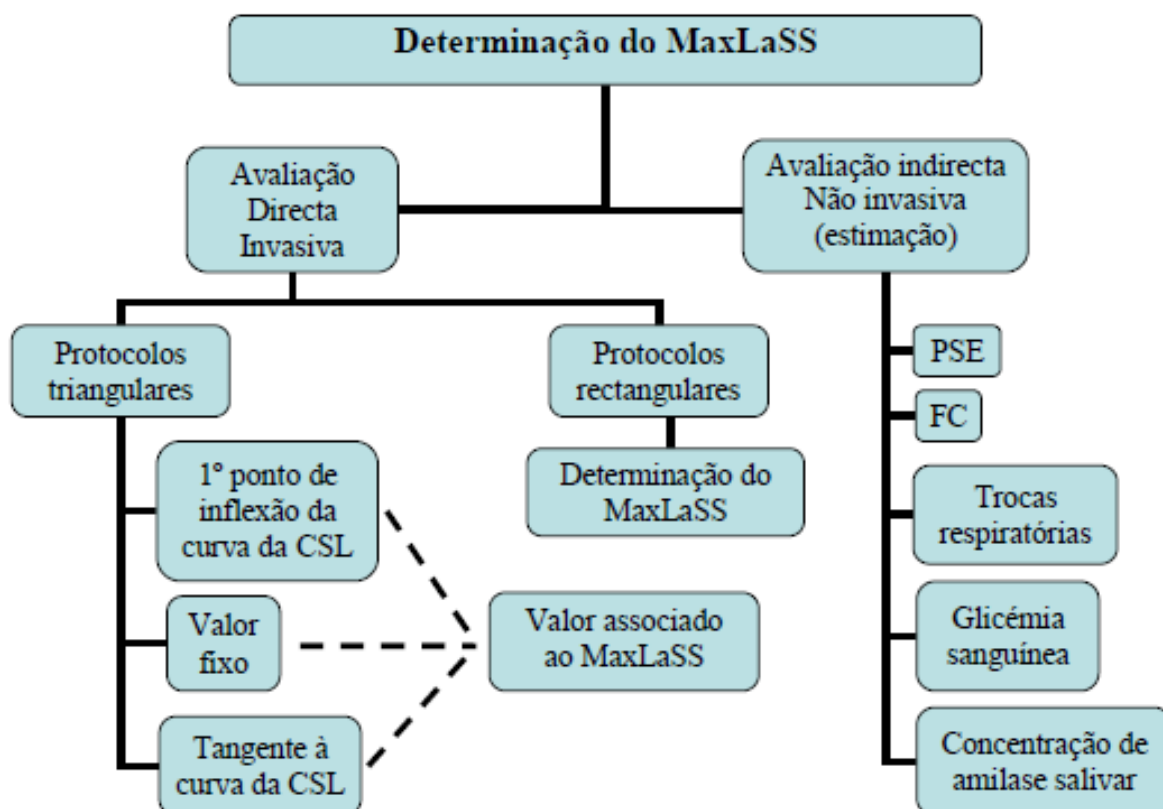 Determinação do MaxLaSS
Avaliação
Directa
Invasiva
Avaliação indirecta
Não invasiva
(estimação)
Protocolos
triangulares
Protocolos
rectangulares
PSE
FC
1º ponto de
inflexão da
curva da CSL
Determinação do
MaxLaSS
Trocas
respiratórias
Valor
fixo
Valor associado
ao MaxLaSS
Glicémia
sanguínea
Tangente à
curva da CSL
Concentração de
amilase salivar